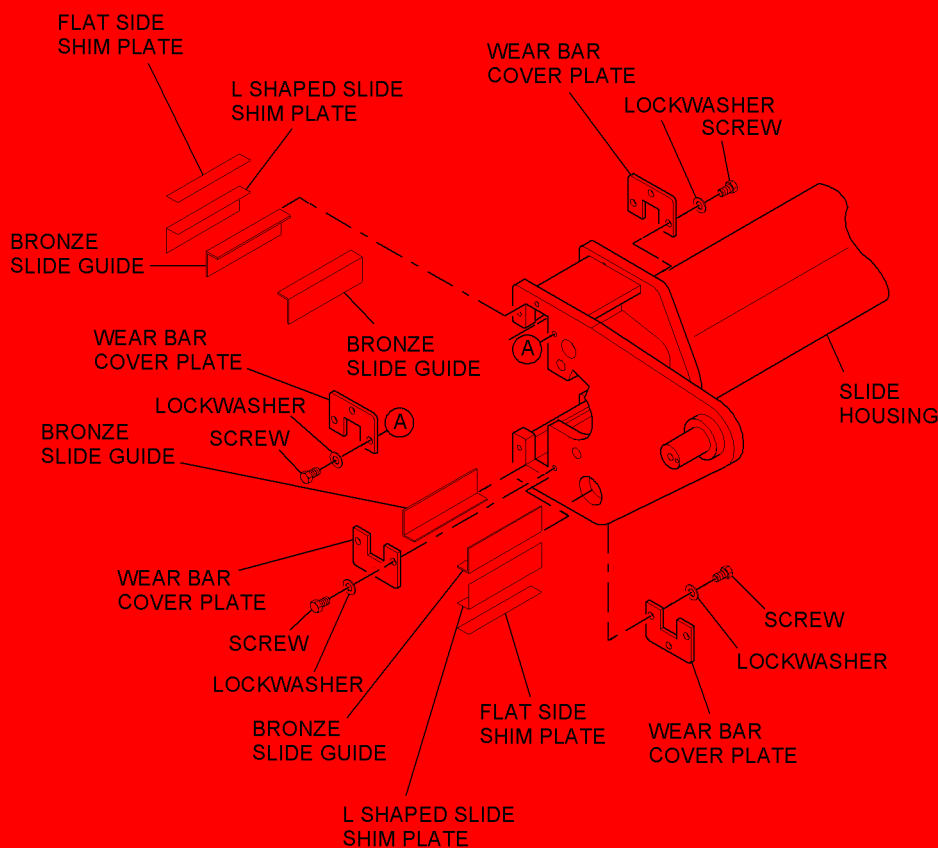 FLAT SIDE
SHIM PLATE
L SHAPED SLIDE
SHIM PLATE
WEAR BAR
COVER PLATE
LOCKWASHER
SCREW
BRONZE
SLIDE GUIDE
WEAR BAR
COVER PLATE
BRONZE
SLIDE GUIDE
A
SLIDE
HOUSING
LOCKWASHER
A
BRONZE
SLIDE GUIDE
SCREW
WEAR BAR
COVER PLATE
SCREW
LOCKWASHER
SCREW
LOCKWASHER
BRONZE
SLIDE GUIDE
FLAT SIDE
SHIM PLATE
WEAR BAR
COVER PLATE
L SHAPED SLIDE
SHIM PLATE